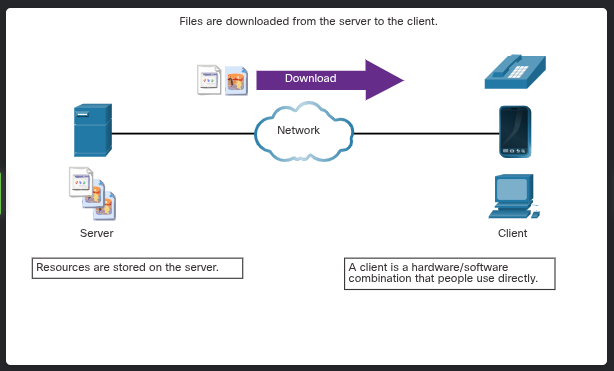 Files are downloaded from the server to the client.
Download
Network
Server
Client
Resources are stored on the server.
A client is a hardware/software
combination that people use directly.